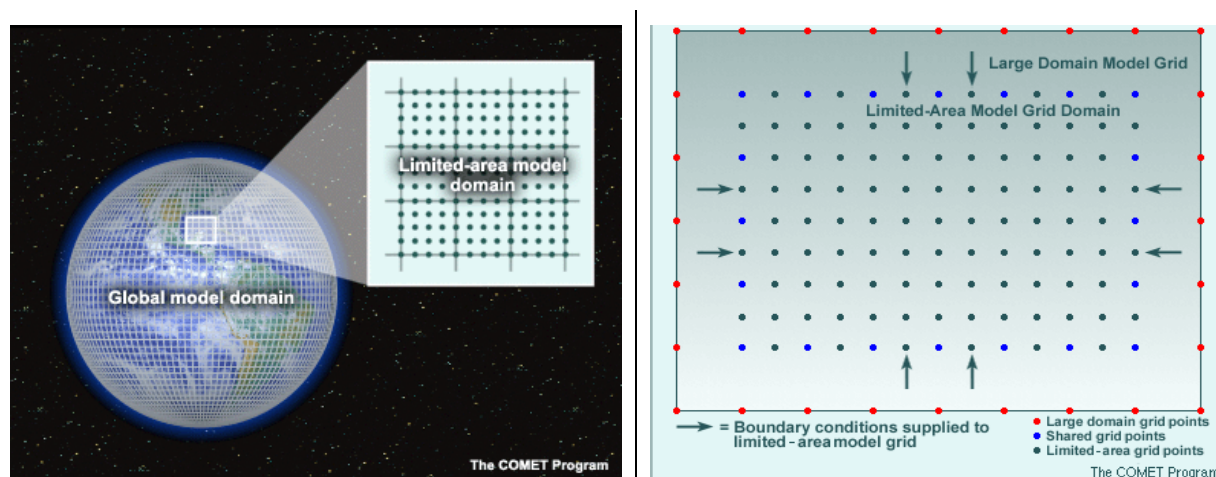 Limited-area model
domain
Global model domain
The COMET Program
Large Domain Model Grid
Limited-Area Model Grid Domain
= Boundary conditions supplied to
limited-area model grid
Large domain grid points
Shared grid points
Limited-area grid points
The COMET Program